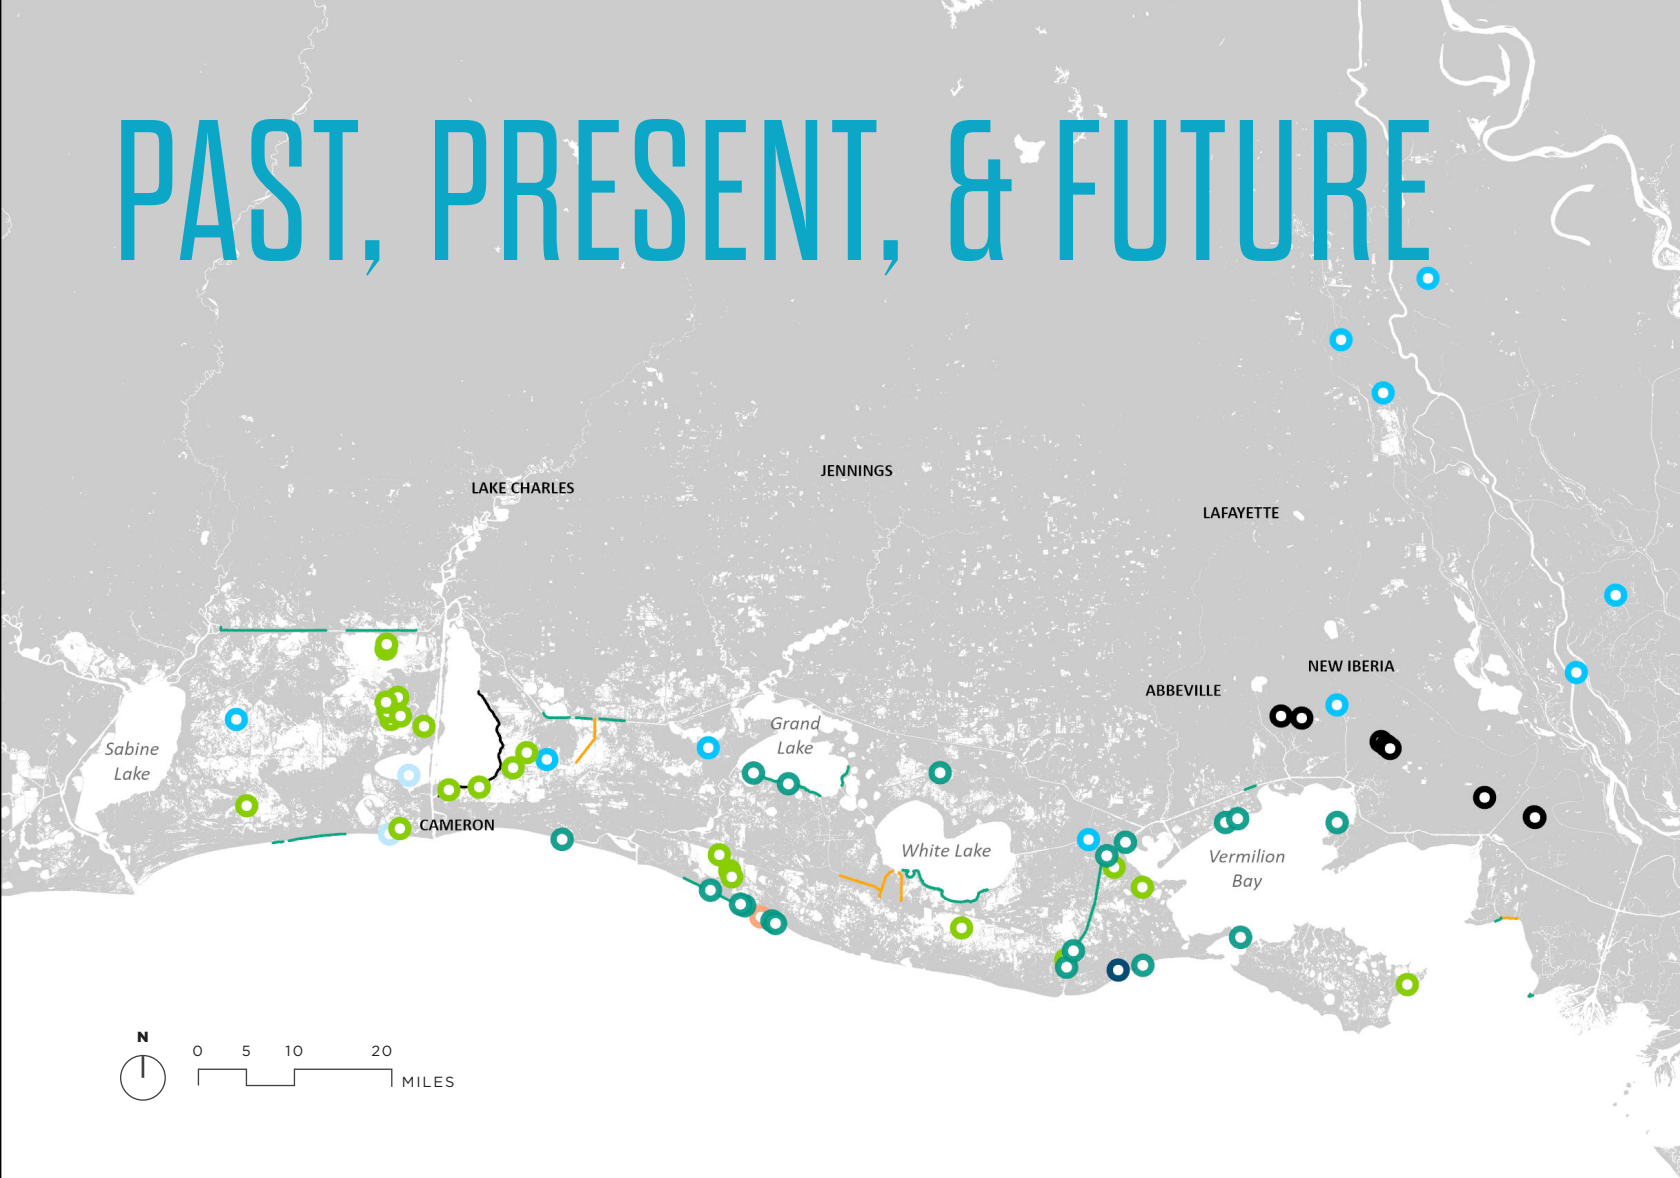 PAST, PRESENT, & FUTURE
JENNINGS
LAKE CHARLES
LAFAYETTE
NEW IBERIA
ABBEVILLE
Grand
Lake
Sabine
Lake
CAMERON
White Lake
Vermilion
Bay
N
0 5 10 20
MILES